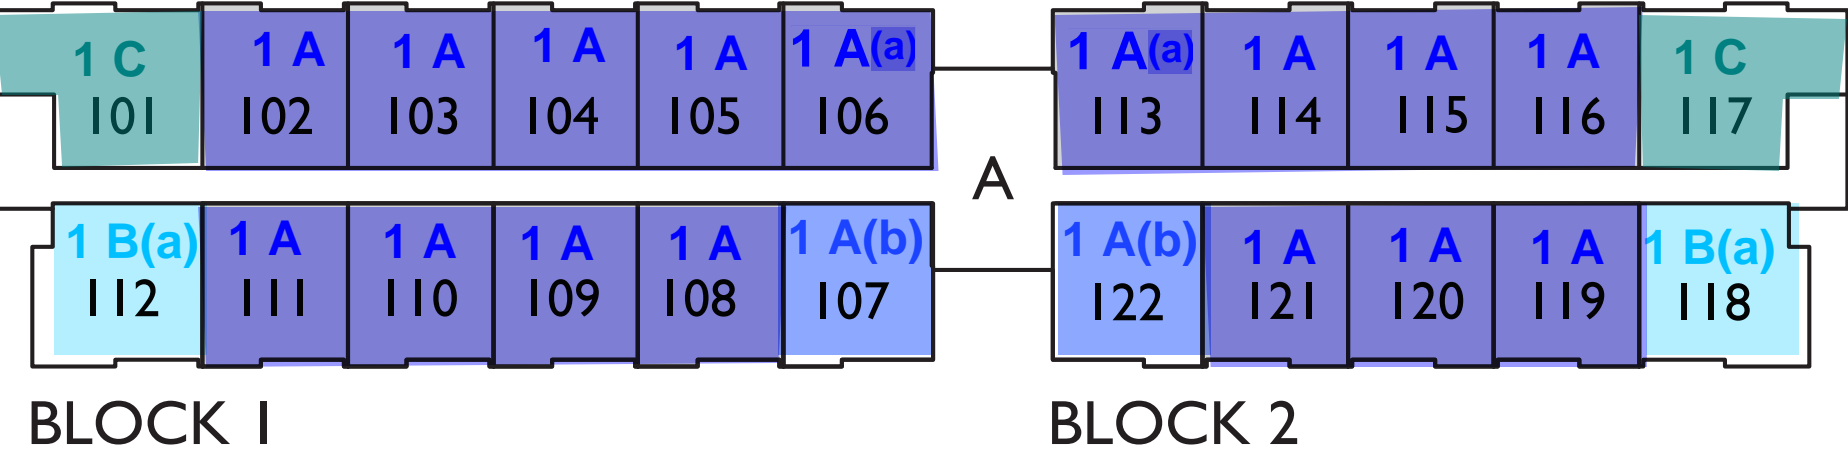 1 C 1 A 1 A 1 A 1 A 1 A(a) 1 A(a) 1 A 1 A 1 A 1 C
101 102 103 104 105 106 113 114 115 116 117
A
1 B(a) 1 A 1 A 1 A 1 A 1 A(b) 1 A(b) 1 A 1 A 1 A 1 B(a)
112 111 110 109 108 107 122 121 120 119 118
BLOCK 1 BLOCK 2